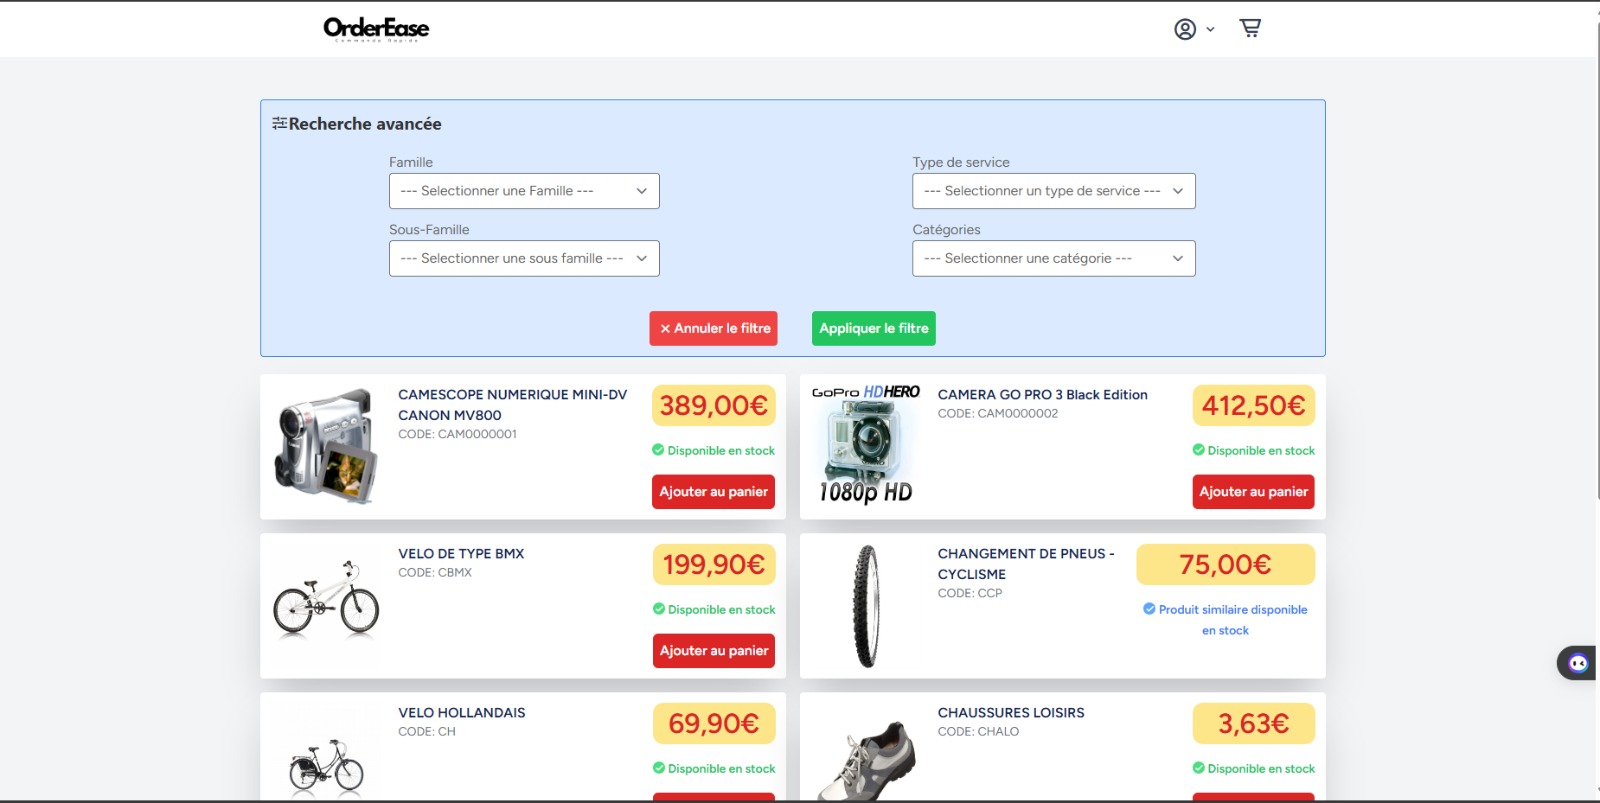 OrderEase
Commande Rapide
Recherche avancée
Famille
Type de service
--- Selectionner une Famille ---
--- Selectionner un type de service ---
Sous-Famille
Catégories
--- Selectionner une sous famille ---
--- Selectionner une catégorie ---
× Annuler le filtre
Appliquer le filtre
CAMESCOPE NUMERIQUE MINI-DV
CANON MV800
CODE: CAM0000001
389,00€
Disponible en stock
Ajouter au panier
GoPro HD HERO
1080p HD
CAMERA GO PRO 3 Black Edition
CODE: CAM0000002
412,50€
Disponible en stock
Ajouter au panier
VELO DE TYPE BMX
CODE: CBMX
199,90€
Disponible en stock
Ajouter au panier
CHANGEMENT DE PNEUS -
CYCLISME
CODE: CCP
75,00€
Produit similaire disponible
en stock
VELO HOLLANDAIS
CODE: CH
69,90€
Disponible en stock
CHAUSSURES LOISIRS
CODE: CHALO
3,63€
Disponible en stock